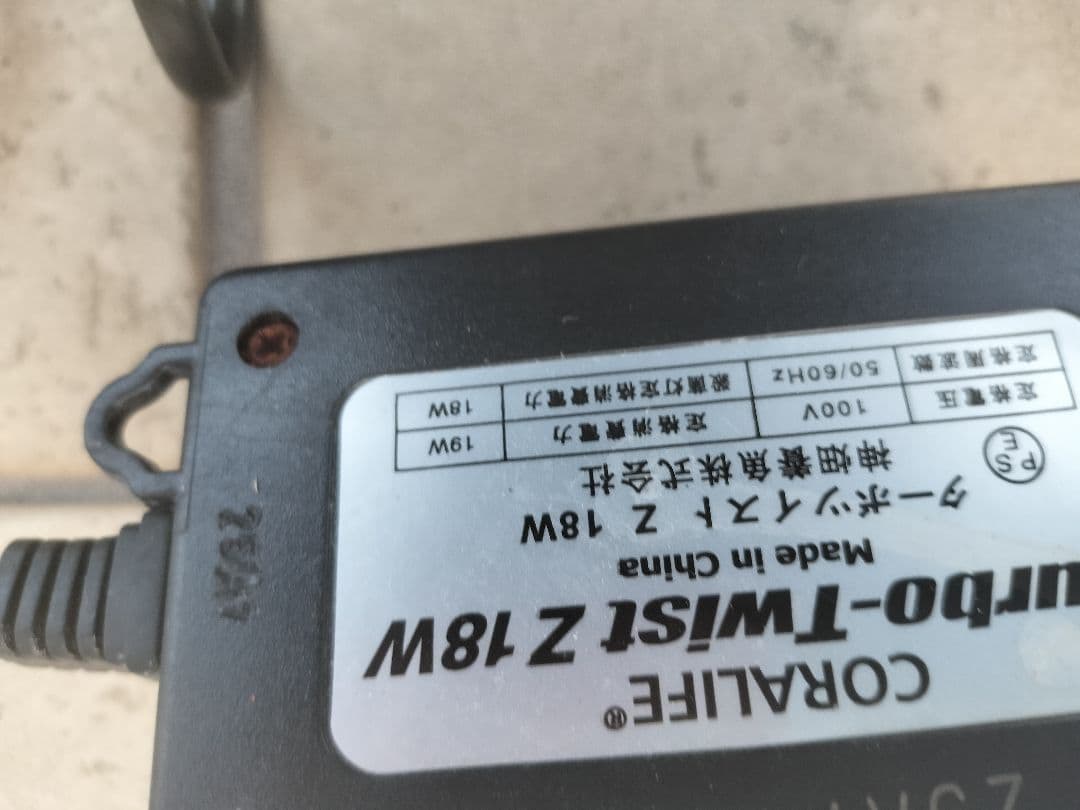 CORALIFE®
urbo-Twist Z 18W
Made in China
ターボツイスト Z 18W
神畑養魚株式会社
PSE
定格電圧 100V 定格消費電力 19W
定格周波数 50/60Hz 殺菌灯定格消費電力 18W